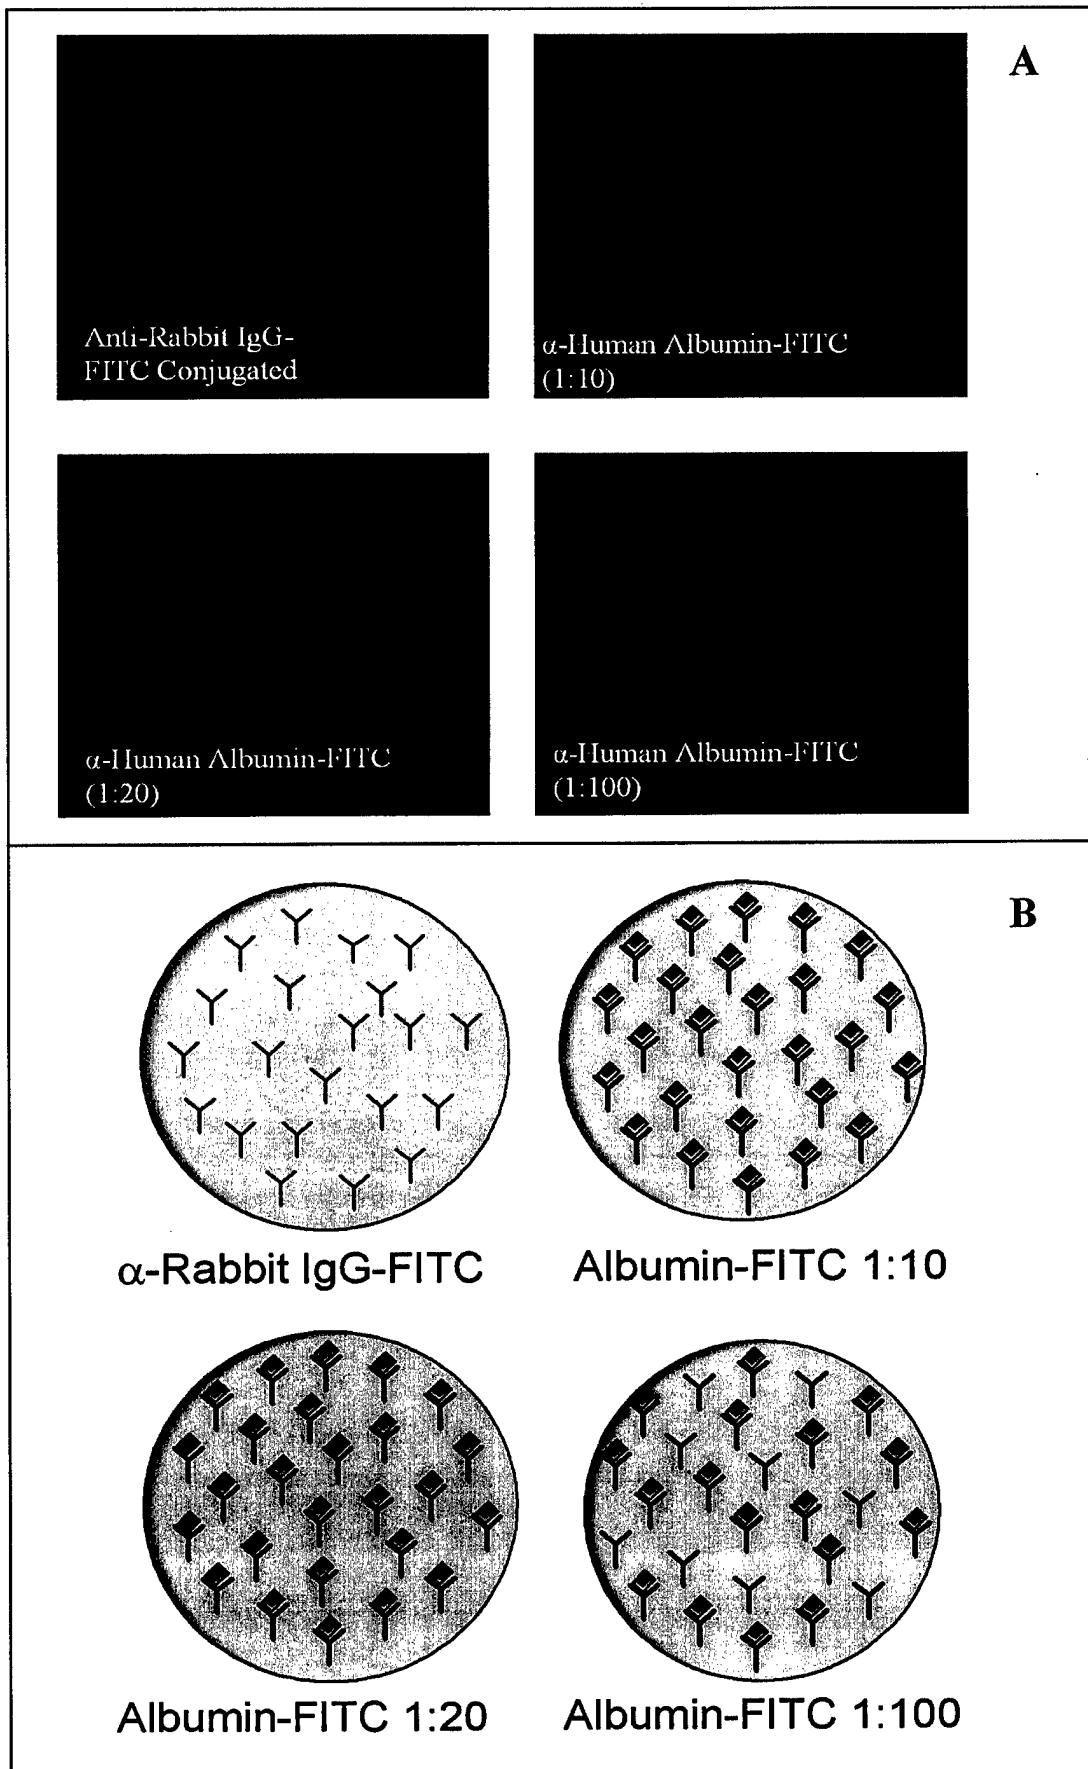 A
Anti-Rabbit IgG-
FITC Conjugated
α-Human Albumin-FITC
(1:10)
α-Human Albumin-FITC
(1:20)
α-Human Albumin-FITC
(1:100)
B
α-Rabbit IgG-FITC
Albumin-FITC 1:10
Albumin-FITC 1:20
Albumin-FITC 1:100